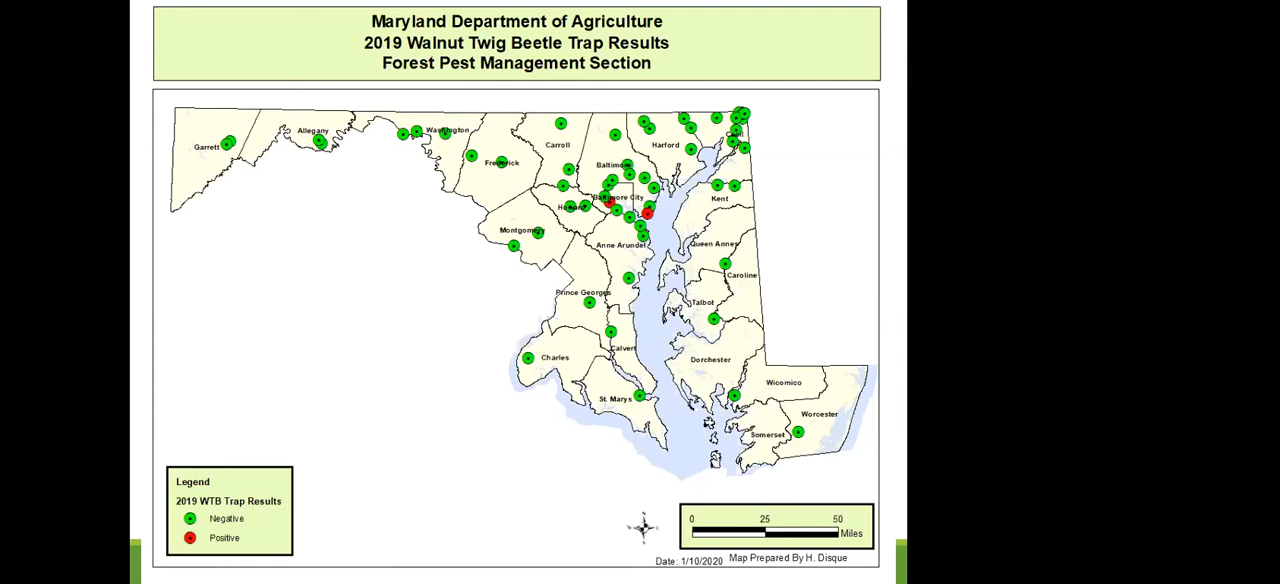 Maryland Department of Agriculture
2019 Walnut Twig Beetle Trap Results
Forest Pest Management Section
Garrett
Allegany
Washington
Frederick
Carroll
Baltimore
Harford
Cecil
Howard
Baltimore City
Kent
Montgomery
Anne Arundel
Queen Annes
Caroline
Prince Georges
Talbot
Calvert
Charles
Dorchester
St. Marys
Wicomico
Worcester
Somerset
Legend
2019 WTB Trap Results
Negative
Positive
0 25 50
Miles
Date: 1/10/2020 Map Prepared By H. Disque